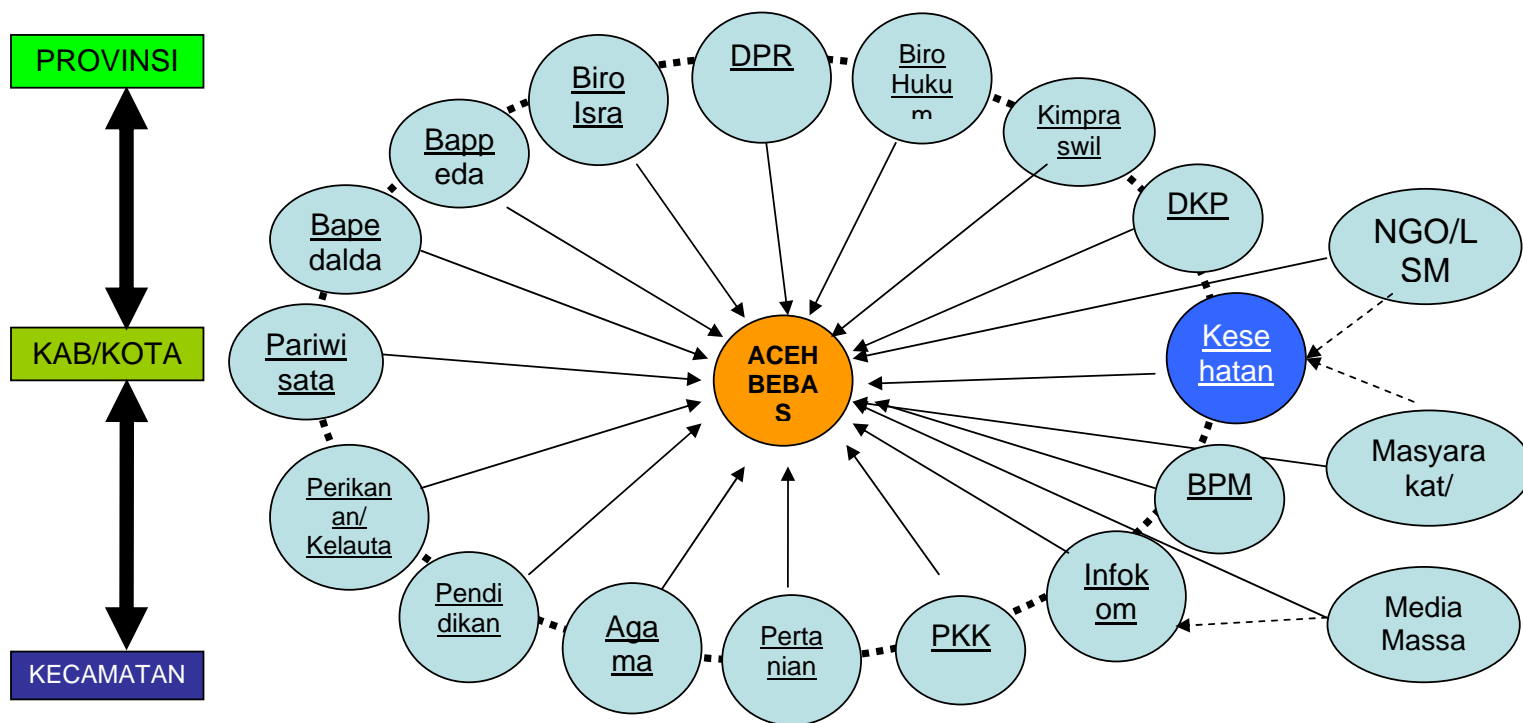 PROVINSI
KAB/KOTA
KECAMATAN
DPR
Biro
Isra
Biro
Huku
m
Bapp
eda
Kimpra
swil
Bape
dalda
DKP
NGO/L
SM
Pariwi
sata
ACEH
BEBA
S
Kese
hatan
Perikan
an/
Kelauta
BPM
Masyara
kat/
Pendi
dikan
Aga
ma
Perta
nian
PKK
Infok
om
Media
Massa